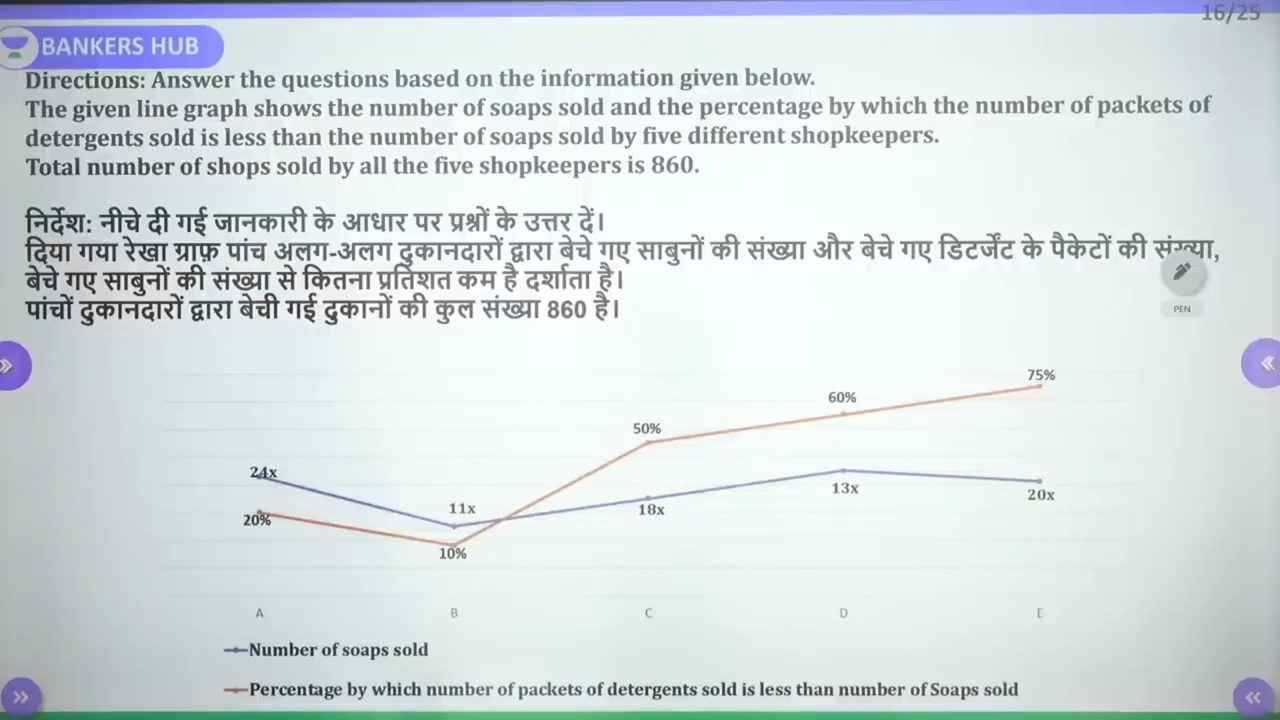 16/25
BANKERS HUB
Directions: Answer the questions based on the information given below.
The given line graph shows the number of soaps sold and the percentage by which the number of packets of
detergents sold is less than the number of soaps sold by five different shopkeepers.
Total number of shops sold by all the five shopkeepers is 860.
निर्देश: नीचे दी गई जानकारी के आधार पर प्रश्नों के उत्तर दें।
दिया गया रेखा ग्राफ़ पांच अलग-अलग दुकानदारों द्वारा बेचे गए साबुनों की संख्या और बेचे गए डिटर्जेंट के पैकेटों की संख्या,
बेचे गए साबुनों की संख्या से कितना प्रतिशत कम है दर्शाता है।
पांचों दुकानदारों द्वारा बेची गई दुकानों की कुल संख्या 860 है।
PEN
75%
60%
50%
24x
13x
20x
11x
18x
20%
10%
A B C D E
Number of soaps sold
Percentage by which number of packets of detergents sold is less than number of Soaps sold